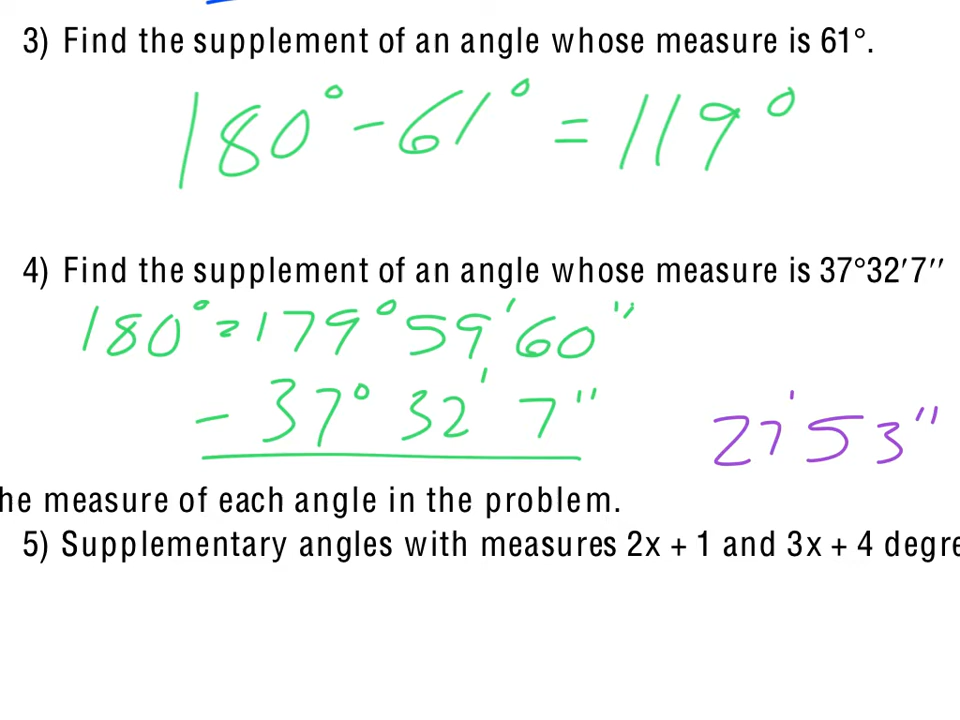 3) Find the supplement of an angle whose measure is 61°.
180° - 61° = 119°
4) Find the supplement of an angle whose measure is 37°32′7″
180° = 179° 59′ 60″
- 37° 32′ 7″
27′ 53″
he measure of each angle in the problem.
5) Supplementary angles with measures 2x + 1 and 3x + 4 degre